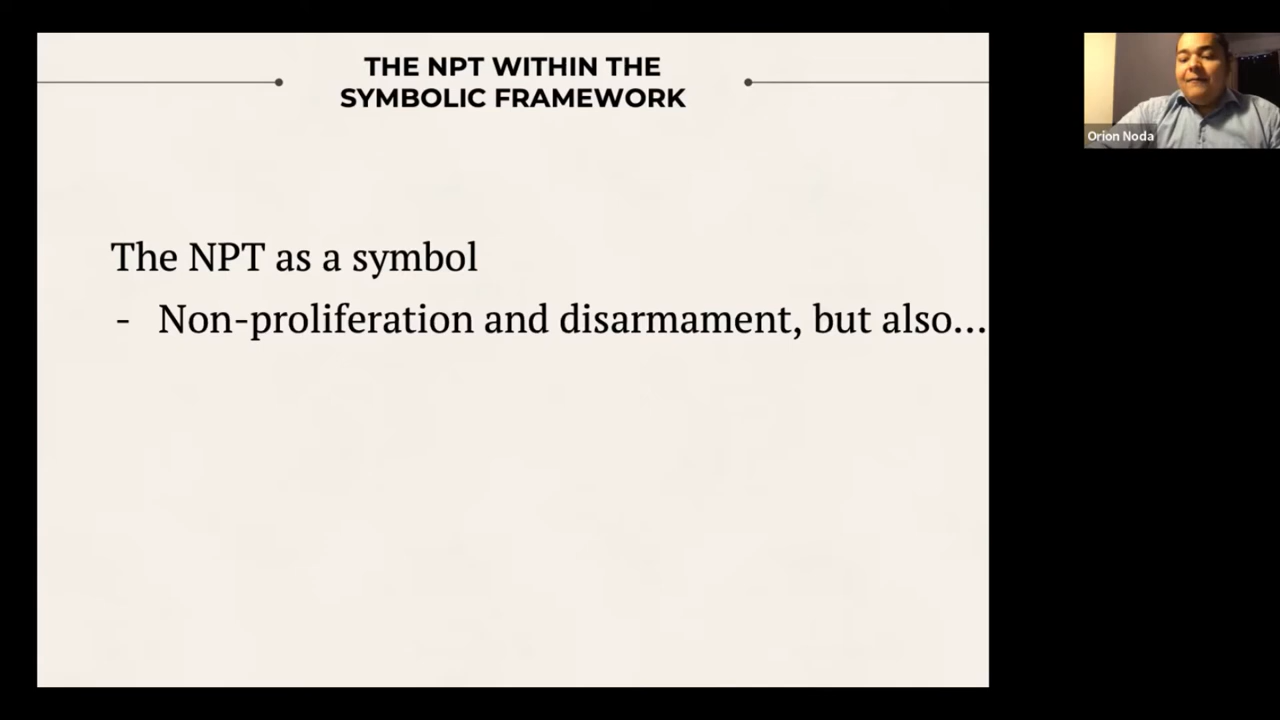 THE NPT WITHIN THE
SYMBOLIC FRAMEWORK
The NPT as a symbol
- Non-proliferation and disarmament, but also...
Orion Noda